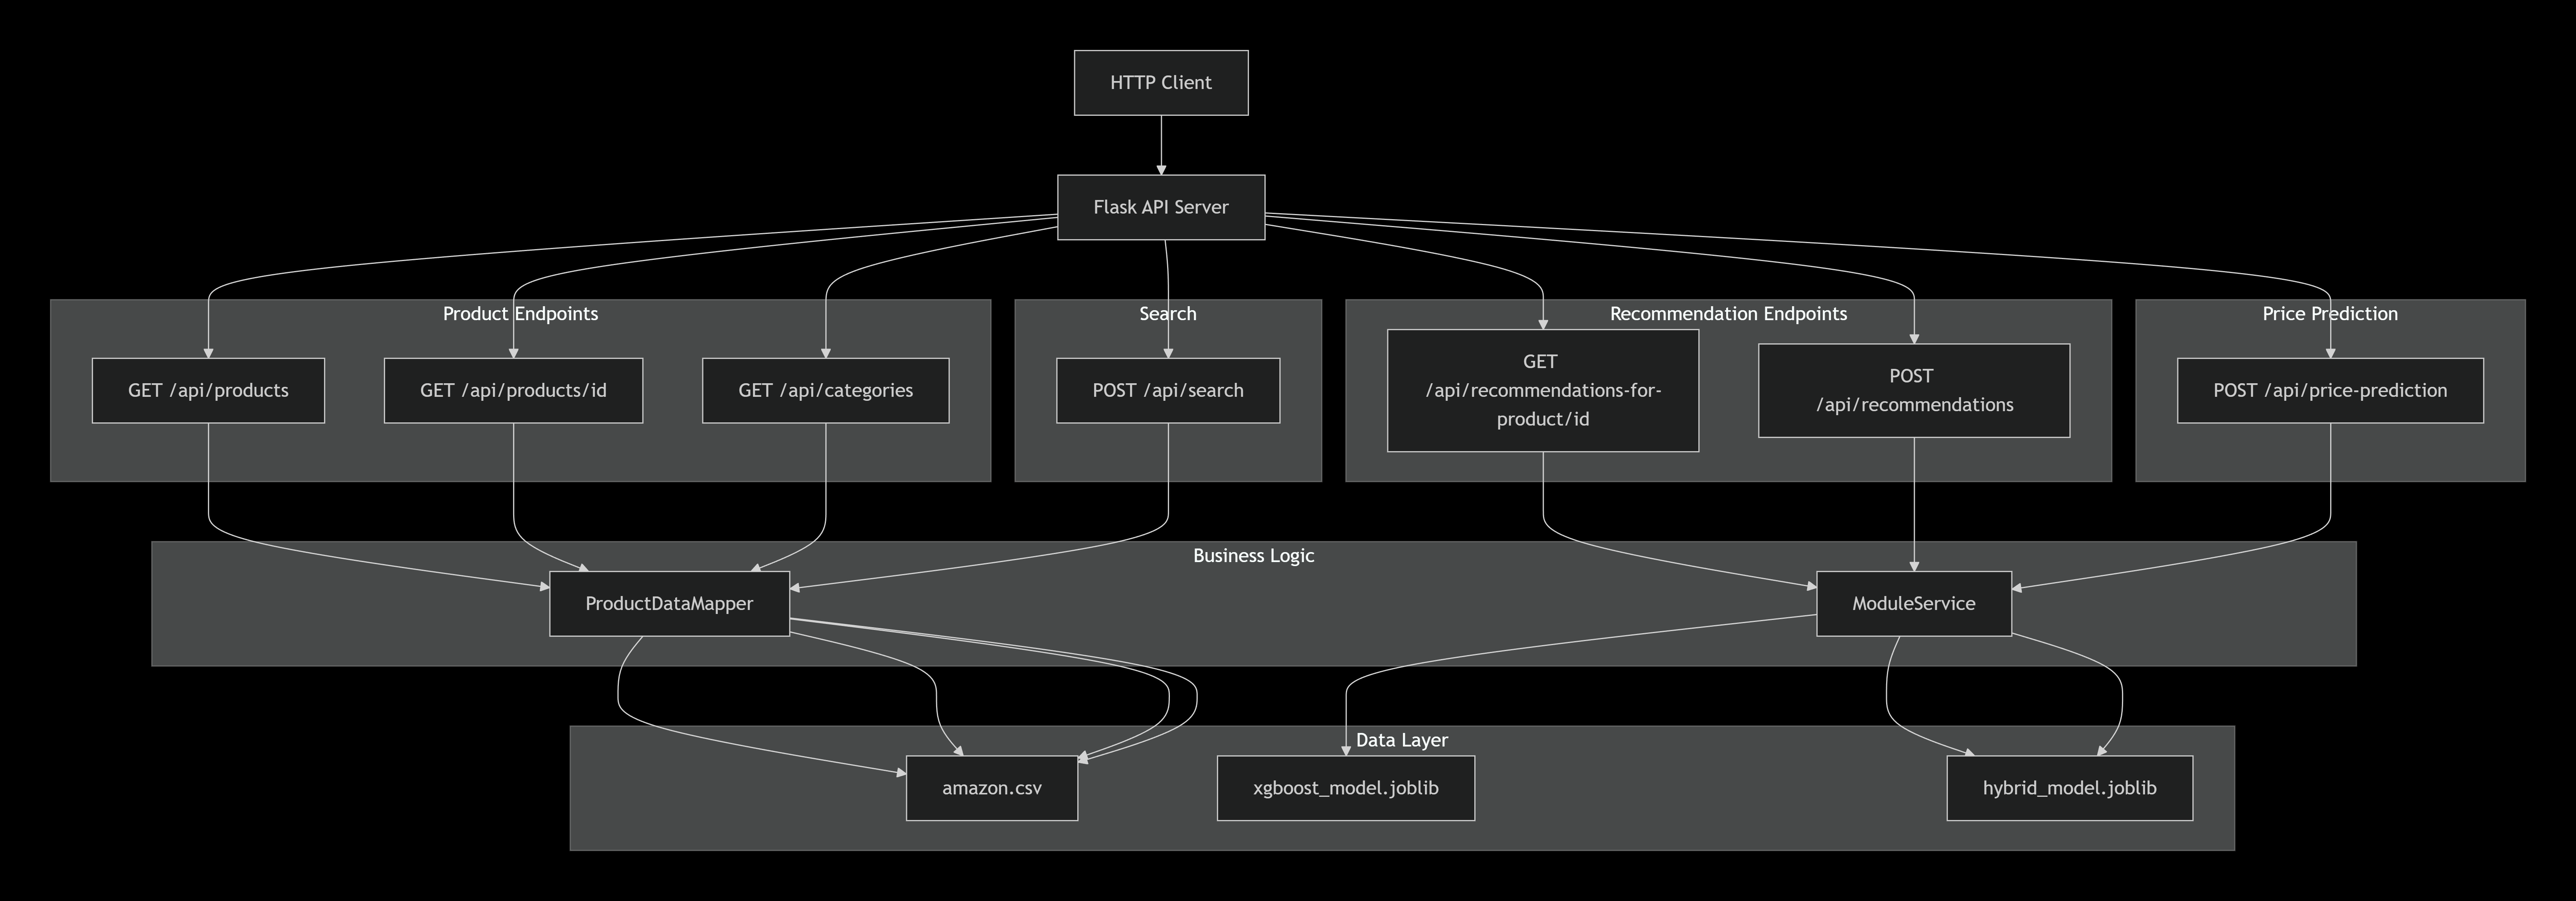 HTTP Client
Flask API Server
Product Endpoints
GET /api/products
GET /api/products/id
GET /api/categories
Search
POST /api/search
Recommendation Endpoints
GET
/api/recommendations-for-
product/id
POST
/api/recommendations
Price Prediction
POST /api/price-prediction
Business Logic
ProductDataMapper
ModuleService
Data Layer
amazon.csv
xgboost_model.joblib
hybrid_model.joblib